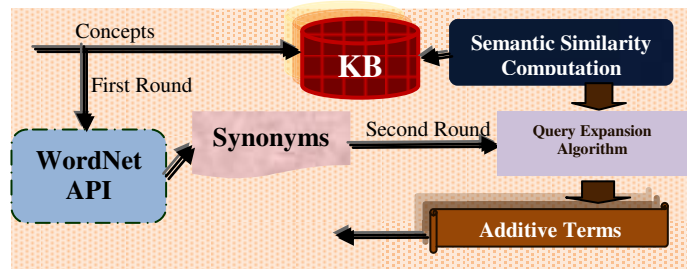 Concepts
KB
Semantic Similarity
Computation
First Round
WordNet
API
Synonyms
Second Round
Query Expansion
Algorithm
Additive Terms